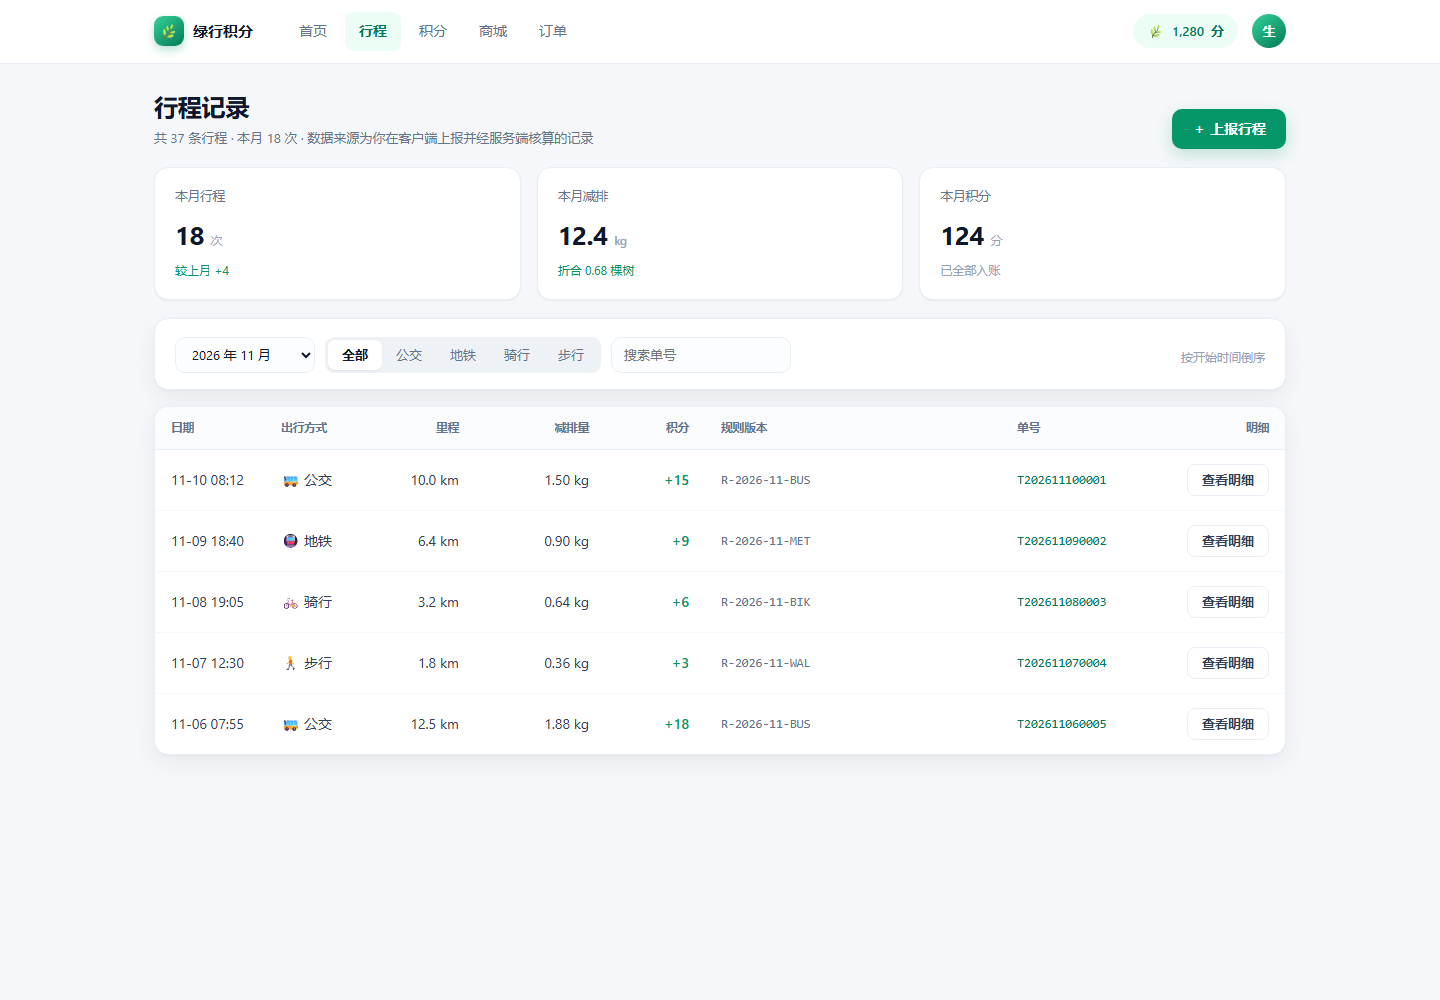 绿行积分 首页 行程 积分 商城 订单 1,280 分 生
行程记录
共 37 条行程 · 本月 18 次 · 数据来源为你在客户端上报并经服务端核算的记录
+ 上报行程
本月行程
18 次
较上月 +4
本月减排
12.4 kg
折合 0.68 棵树
本月积分
124 分
已全部入账
2026 年 11 月 全部 公交 地铁 骑行 步行 搜索单号 按开始时间倒序
日期 出行方式 里程 减排量 积分 规则版本 单号 明细
11-10 08:12 公交 10.0 km 1.50 kg +15 R-2026-11-BUS T202611100001 查看明细
11-09 18:40 地铁 6.4 km 0.90 kg +9 R-2026-11-MET T202611090002 查看明细
11-08 19:05 骑行 3.2 km 0.64 kg +6 R-2026-11-BIK T202611080003 查看明细
11-07 12:30 步行 1.8 km 0.36 kg +3 R-2026-11-WAL T202611070004 查看明细
11-06 07:55 公交 12.5 km 1.88 kg +18 R-2026-11-BUS T202611060005 查看明细